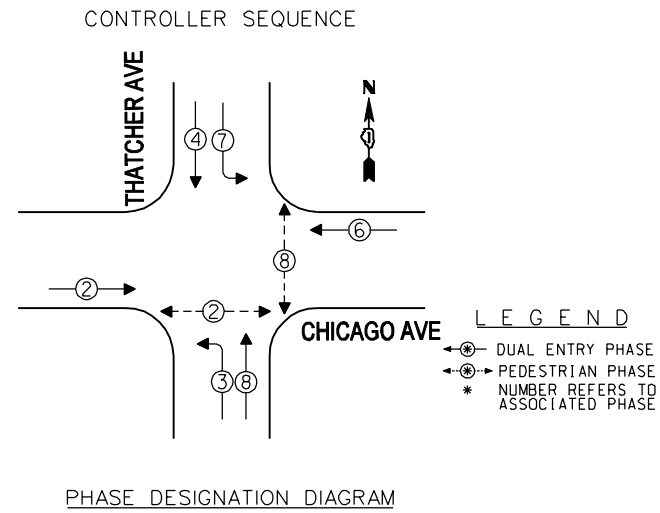 CONTROLLER SEQUENCE
THATCHER AVE
N
4
7
1
6
8
2
2
CHICAGO AVE
3
8
LEGEND
* DUAL ENTRY PHASE
* PEDESTRIAN PHASE
* NUMBER REFERS TO
ASSOCIATED PHASE
PHASE DESIGNATION DIAGRAM